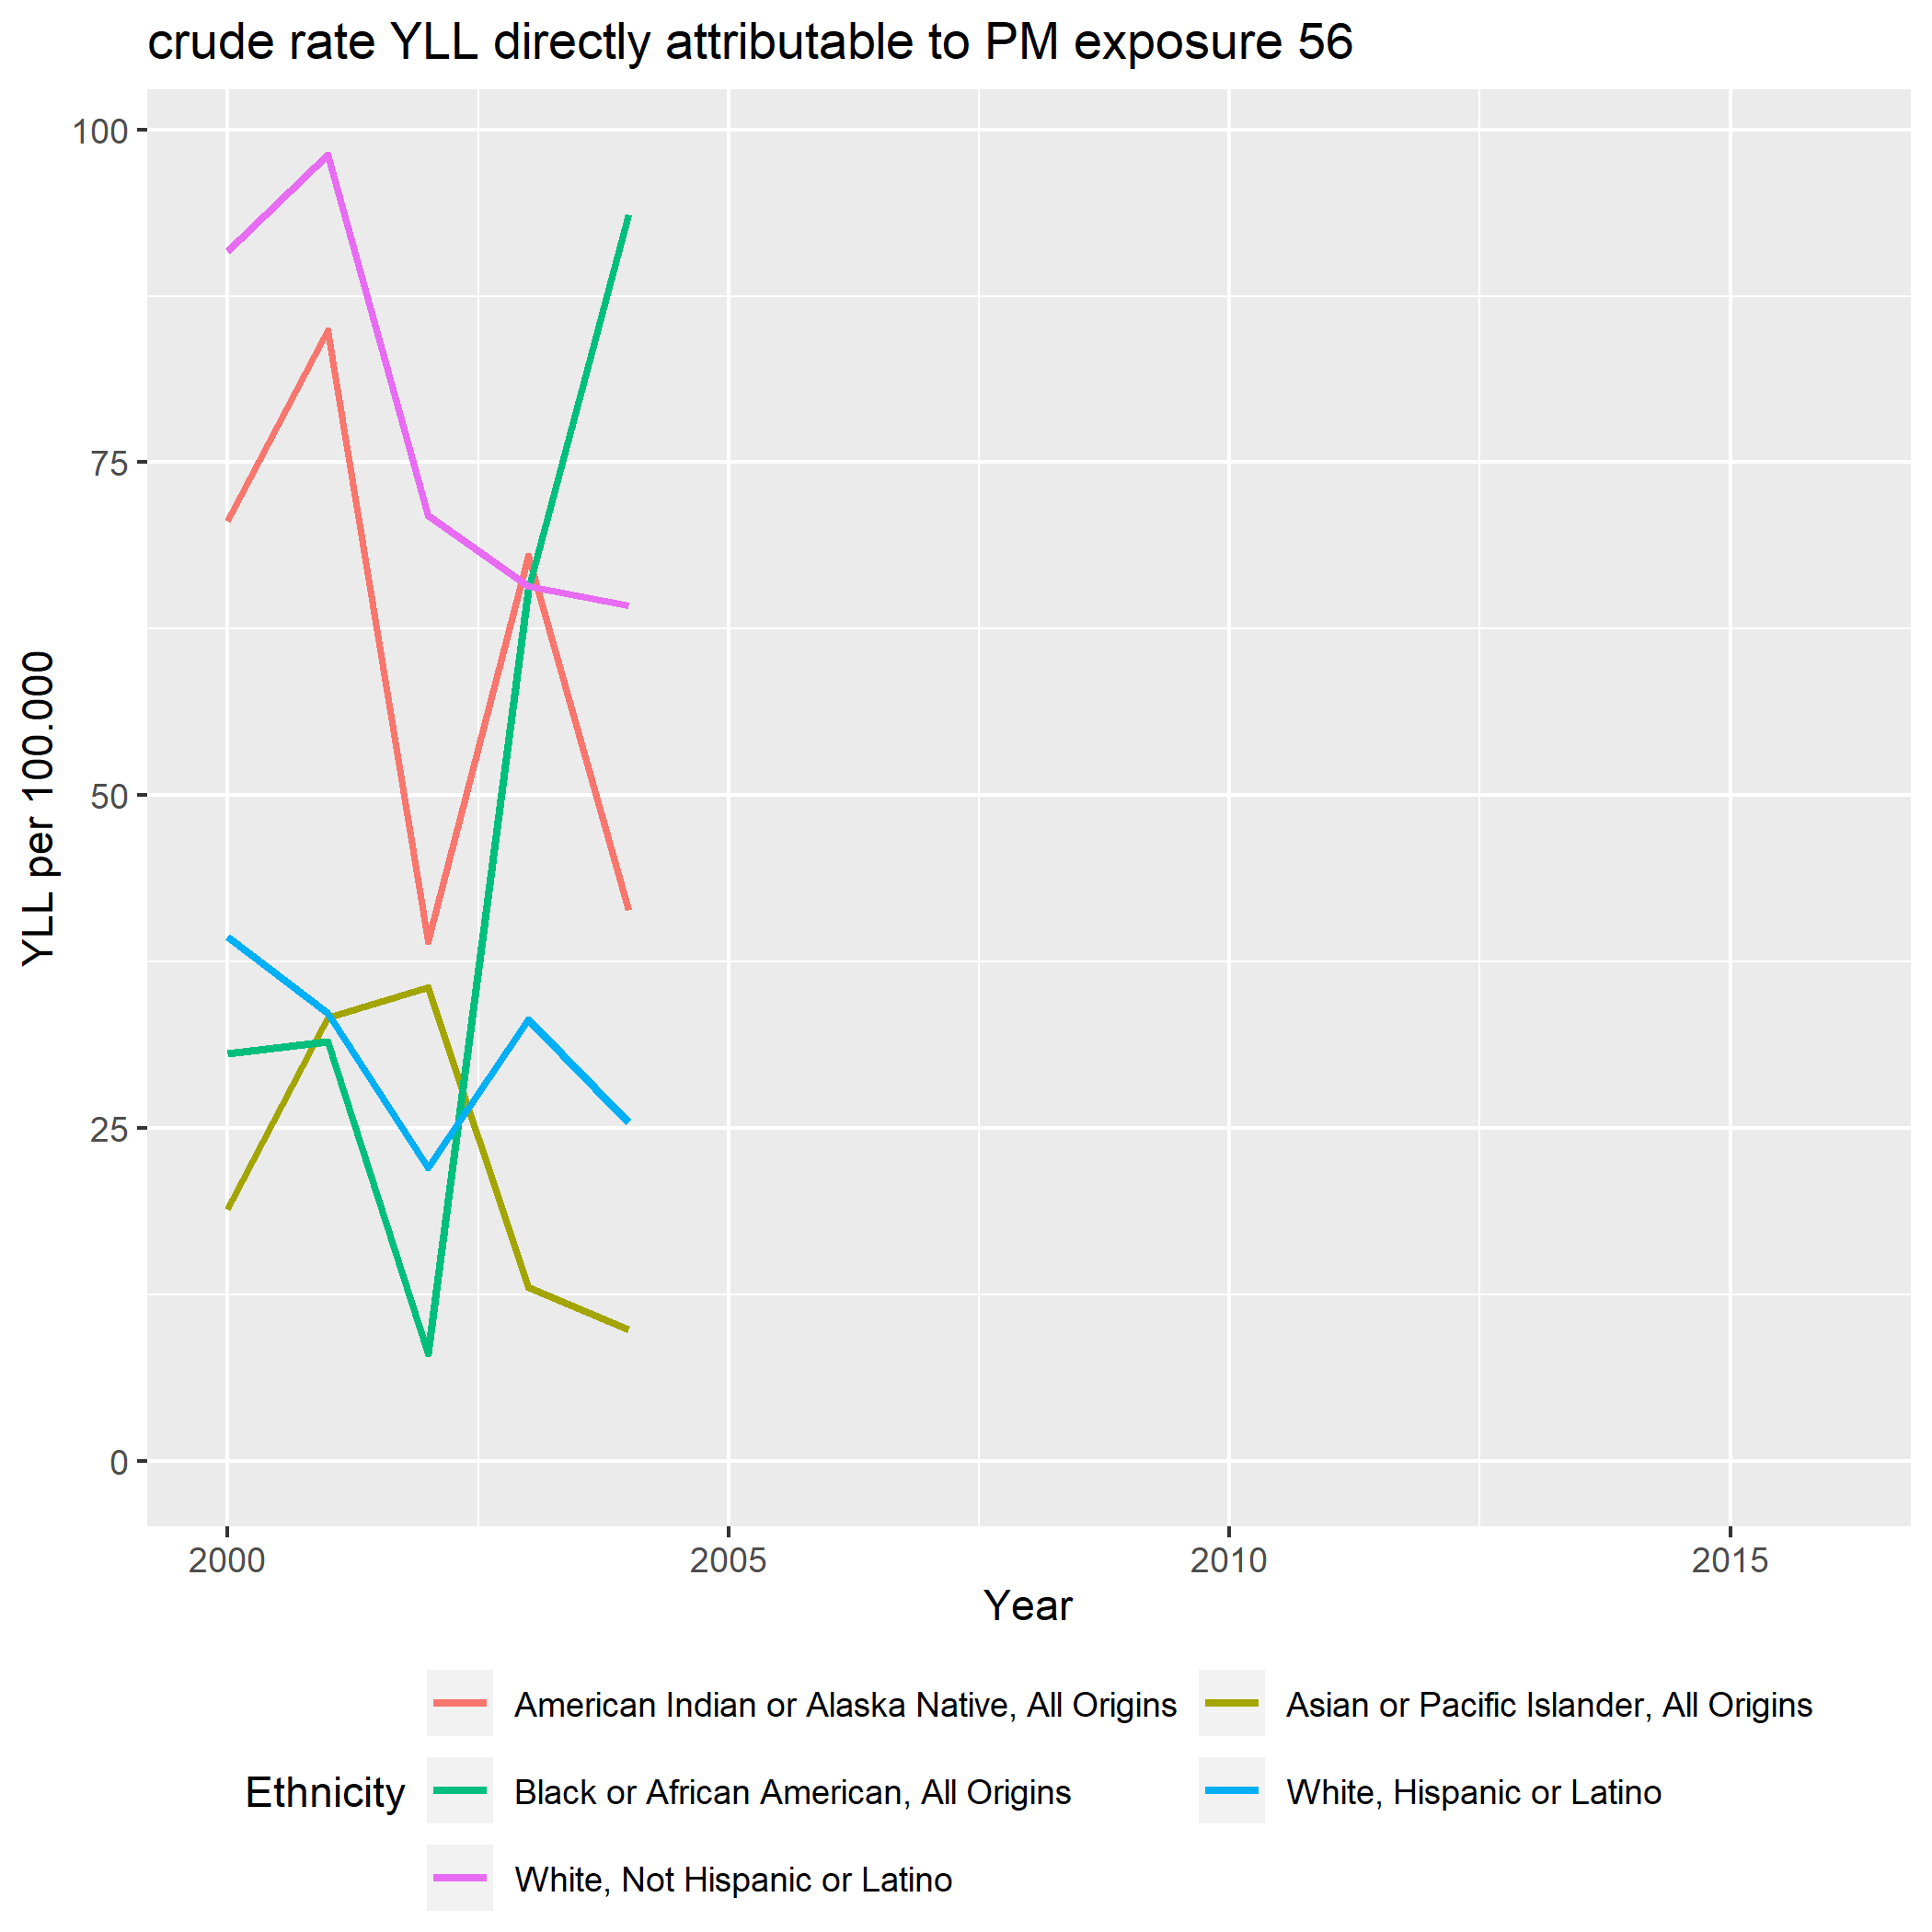 crude rate YLL directly attributable to PM exposure 56
100
75
50
25
0
YLL per 100.000
2000 2005 2010 2015
Year
Ethnicity
American Indian or Alaska Native, All Origins
Asian or Pacific Islander, All Origins
Black or African American, All Origins
White, Hispanic or Latino
White, Not Hispanic or Latino